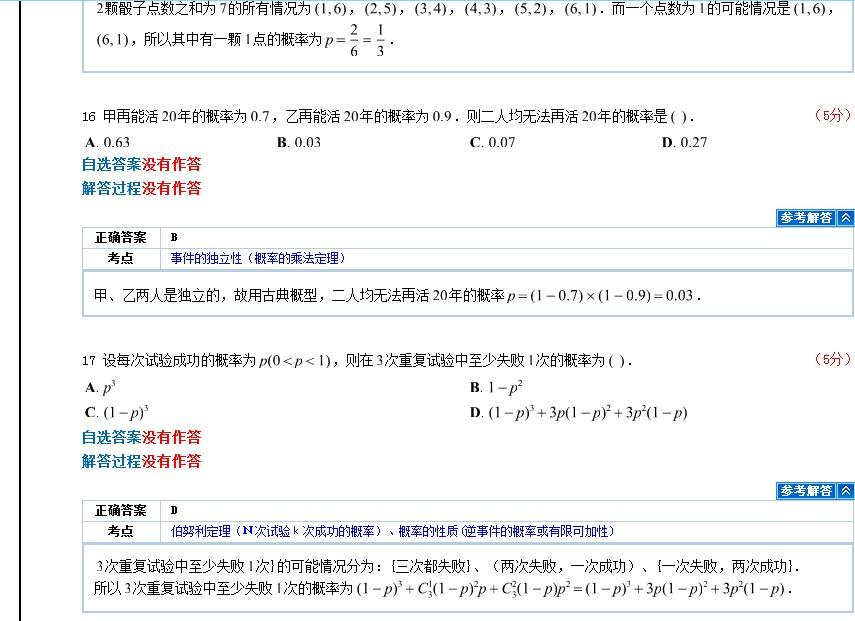 2颗骰子点数之和为7的所有情况为(1,6)，(2,5)，(3,4)，(4,3)，(5,2)，(6,1)．而一个点数为1的可能情况是(1,6)，
(6,1)，所以其中有一颗1点的概率为p=2/6=1/3．
16 甲再能活20年的概率为0.7，乙再能活20年的概率为0.9．则二人均无法再活20年的概率是( )． （5分）
A. 0.63 B. 0.03 C. 0.07 D. 0.27
自选答案没有作答
解答过程没有作答
参考解答
正确答案 B
考点 事件的独立性（概率的乘法定理）
甲、乙两人是独立的，故用古典概型，二人均无法再活20年的概率p=(1−0.7)×(1−0.9)=0.03．
17 设每次试验成功的概率为p(0<p<1)，则在3次重复试验中至少失败1次的概率为( )． （5分）
A. p³ B. 1−p²
C. (1−p)³ D. (1−p)³+3p(1−p)²+3p²(1−p)
自选答案没有作答
解答过程没有作答
参考解答
正确答案 D
考点 伯努利定理（N次试验k次成功的概率）、概率的性质(逆事件的概率或有限可加性）
3次重复试验中至少失败1次}的可能情况分为：{三次都失败}、（两次失败，一次成功）、{一次失败，两次成功}．
所以3次重复试验中至少失败1次的概率为(1−p)³+C₃¹(1−p)²p+C₃²(1−p)p²=(1−p)³+3p(1−p)²+3p²(1−p)．